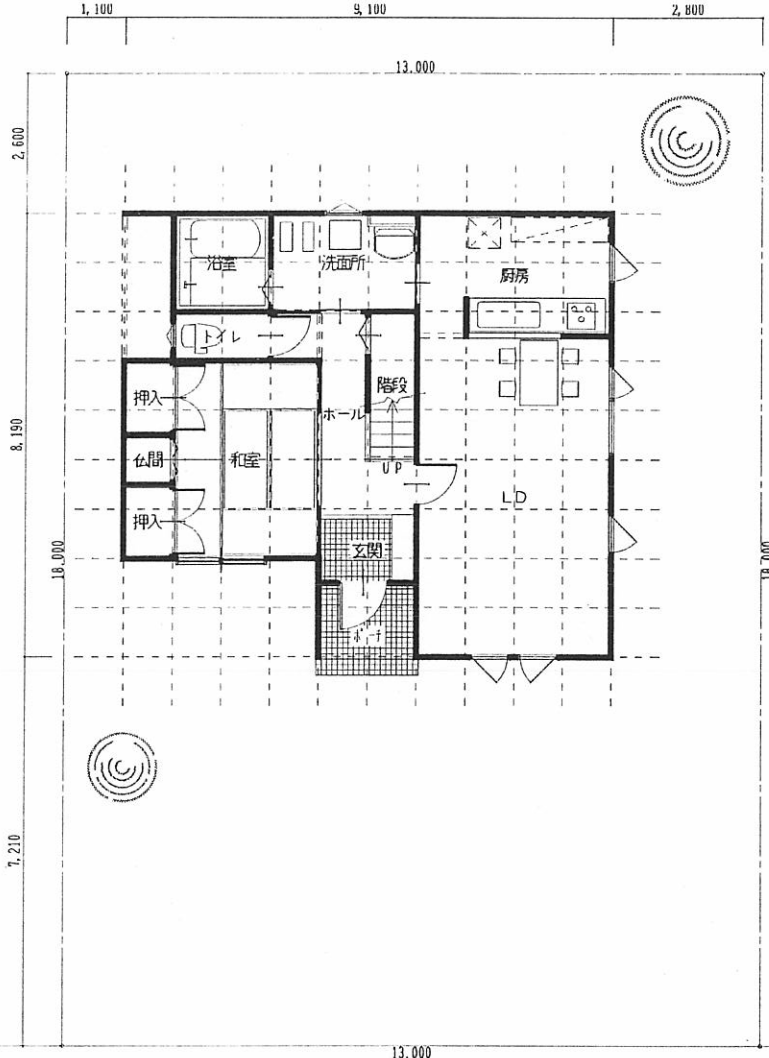 1,100
9,100
2,800
13.000
2,600
浴室
洗面所
厨房
トイレ
押入
階段
ホール
8,190
仏間
和室
UP
LD
押入
玄関
18.000
18.000
ポーチ
7,210
13.000